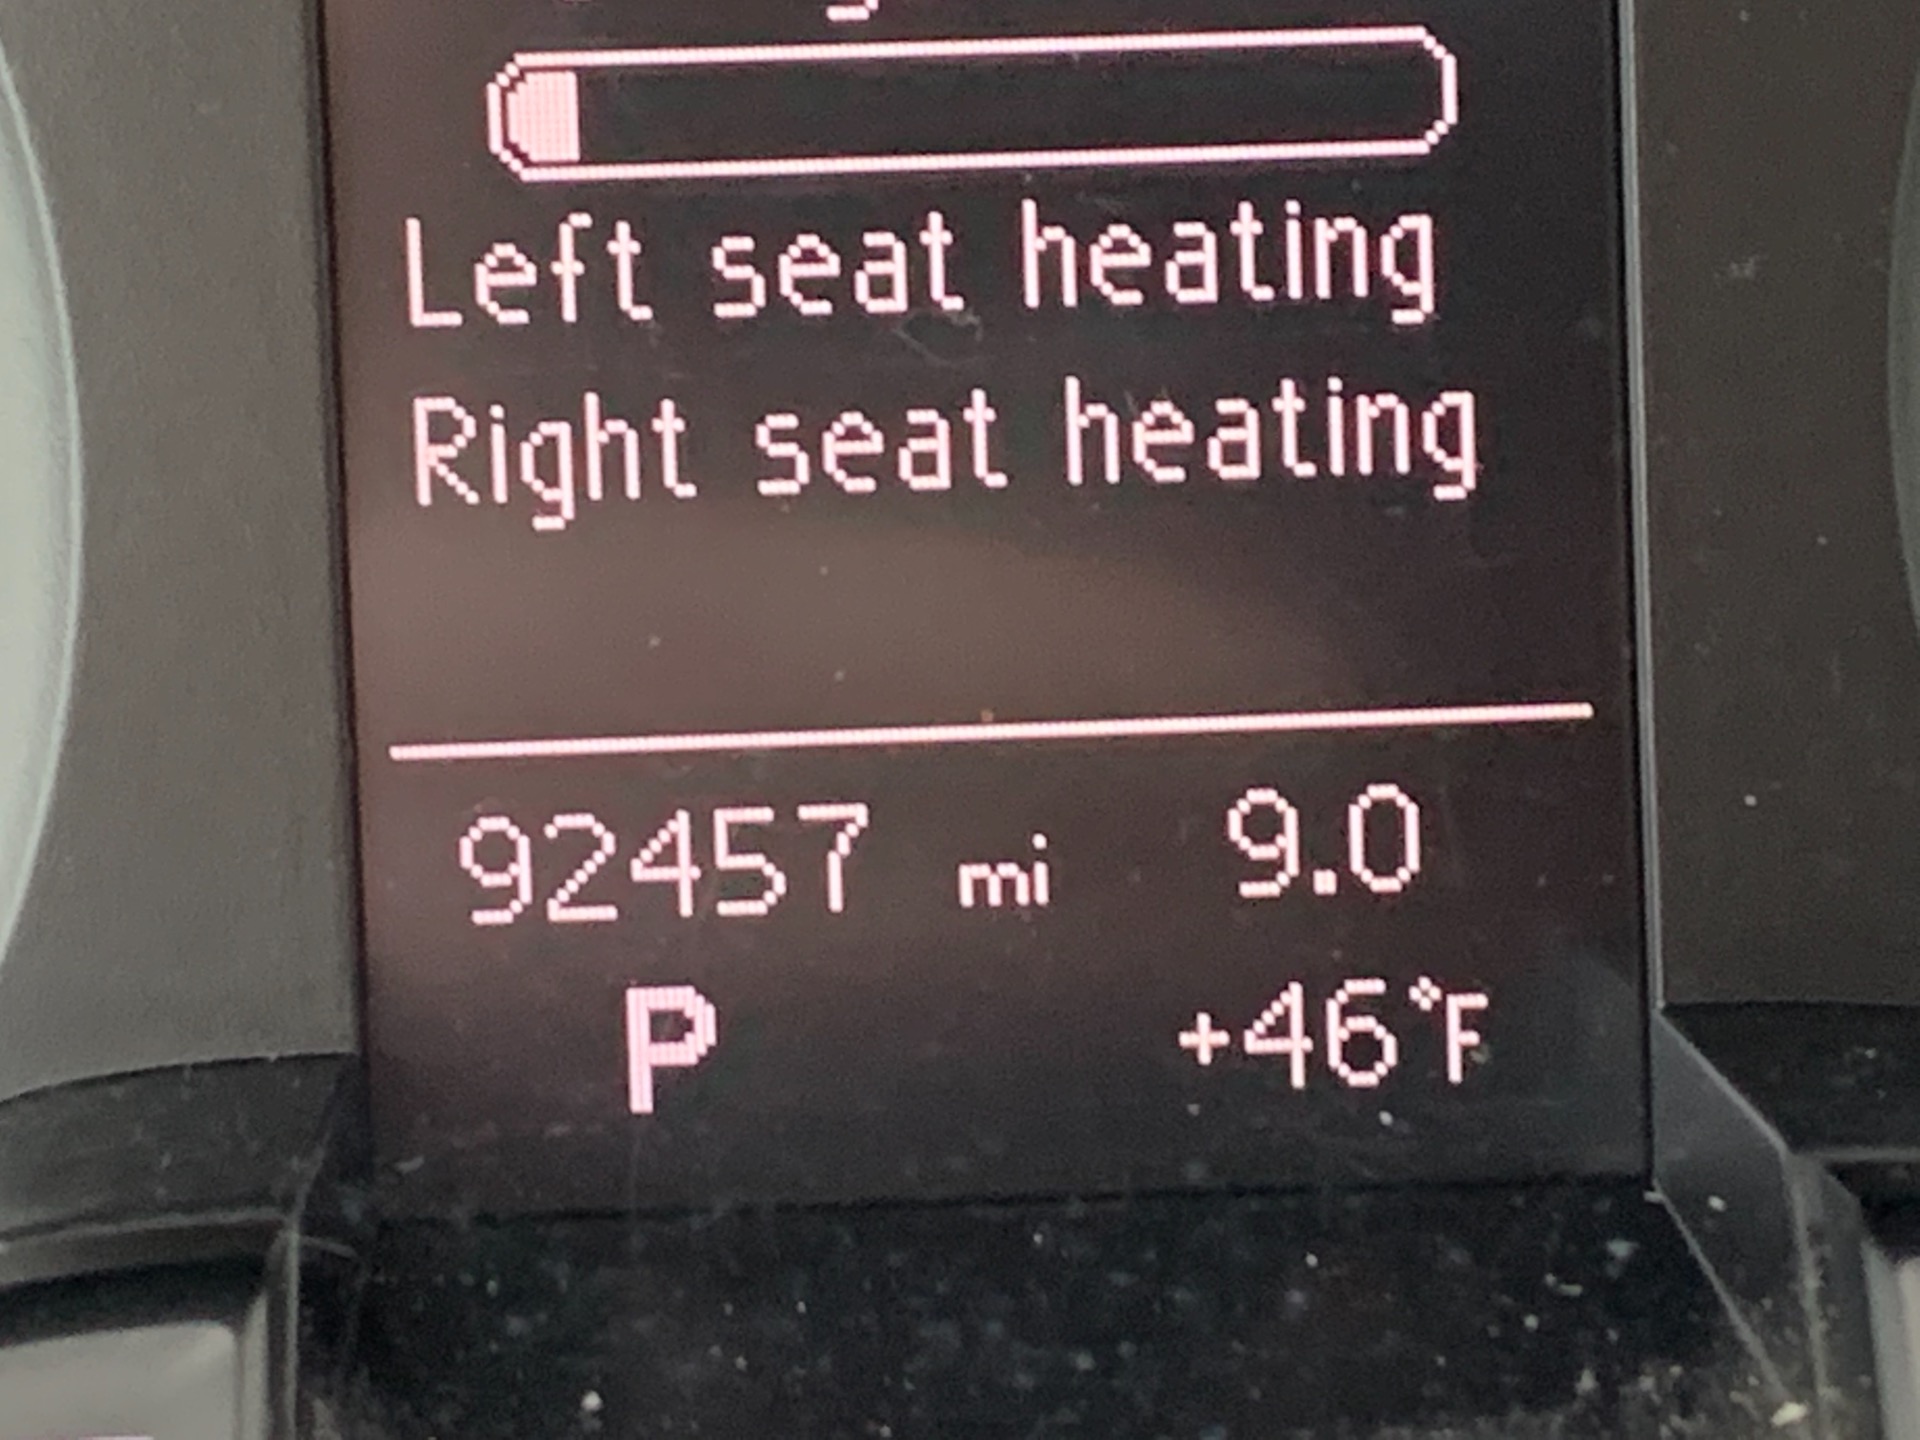 Left seat heating
Right seat heating
92457 mi 9.0
P +46°F